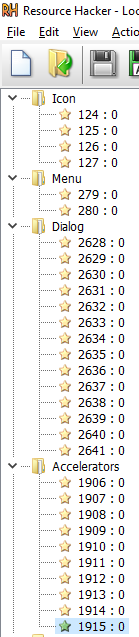 RH Resource Hacker - Loc
File Edit View Actio
Icon
124 : 0
125 : 0
126 : 0
127 : 0
Menu
279 : 0
280 : 0
Dialog
2628 : 0
2629 : 0
2630 : 0
2631 : 0
2632 : 0
2633 : 0
2634 : 0
2635 : 0
2636 : 0
2637 : 0
2638 : 0
2639 : 0
2640 : 0
2641 : 0
Accelerators
1906 : 0
1907 : 0
1908 : 0
1909 : 0
1910 : 0
1911 : 0
1912 : 0
1913 : 0
1914 : 0
1915 : 0